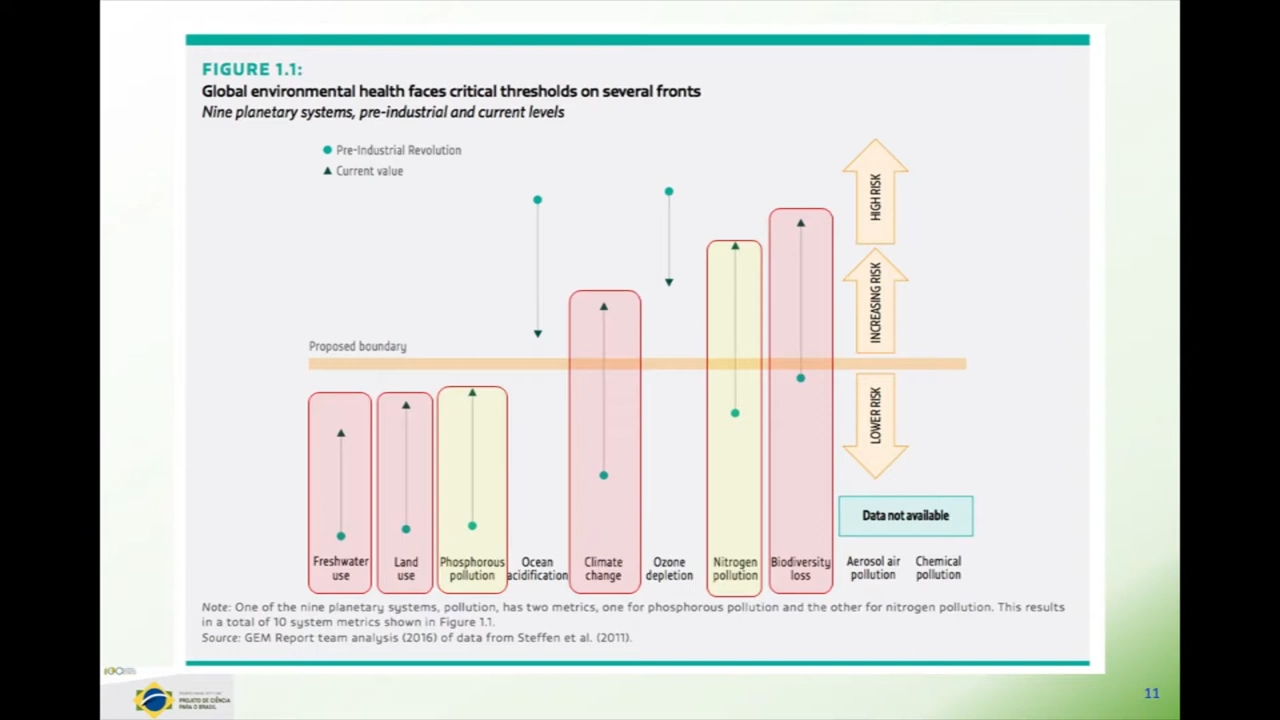 FIGURE 1.1:
Global environmental health faces critical thresholds on several fronts
Nine planetary systems, pre-industrial and current levels
Pre-Industrial Revolution
Current value
HIGH RISK
INCREASING RISK
Proposed boundary
LOWER RISK
Data not available
Freshwater use
Land use
Phosphorous pollution
Ocean acidification
Climate change
Ozone depletion
Nitrogen pollution
Biodiversity loss
Aerosol air pollution
Chemical pollution
Note: One of the nine planetary systems, pollution, has two metrics, one for phosphorous pollution and the other for nitrogen pollution. This results
in a total of 10 system metrics shown in Figure 1.1.
Source: GEM Report team analysis (2016) of data from Steffen et al. (2011).
PROJETO DE CIÊNCIA
PARA O BRASIL
11